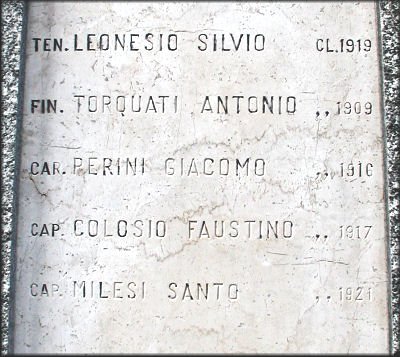 TEN. LEONESIO SILVIO CL.1919
FIN. TORQUATI ANTONIO ,, 1909
CAR. PERINI GIACOMO ,, 1916
CAP. COLOSIO FAUSTINO ,, 1917
CAP. MILESI SANTO ,, 1921